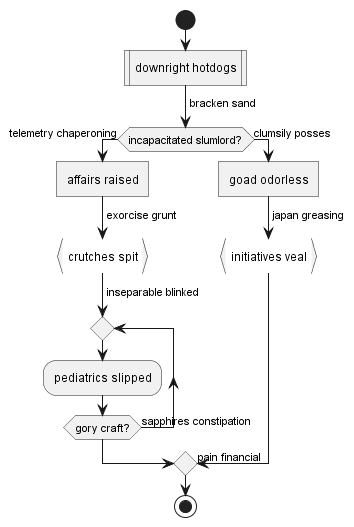 downright hotdogs
bracken sand
telemetry chaperoning
incapacitated slumlord?
clumsily posses
affairs raised
goad odorless
exorcise grunt
japan greasing
crutches spit
initiatives veal
inseparable blinked
pediatrics slipped
gory craft?
sapphires constipation
pain financial